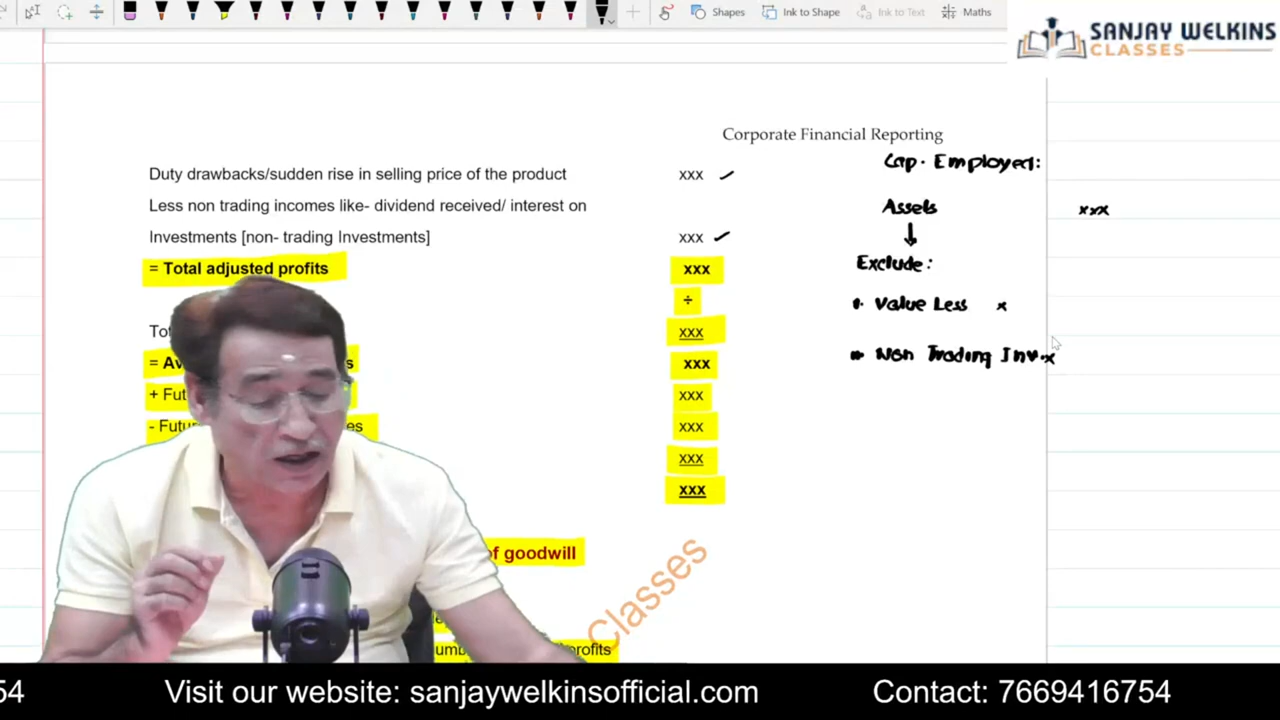 Shapes
Ink to Shape
Ink to Text
Maths
SANJAY WELKINS
CLASSES
Corporate Financial Reporting
Cap. Employed:
Duty drawbacks/sudden rise in selling price of the product xxx
Less non trading incomes like- dividend received/ interest on
Assets xxx
Investments [non- trading Investments] xxx
Exclude:
= Total adjusted profits xxx
÷
• Value Less x
xxx
• Non Trading Inv. x
xxx
xxx
xxx
xxx
xxx
of goodwill
Classes
54 Visit our website: sanjaywelkinsofficial.com Contact: 7669416754